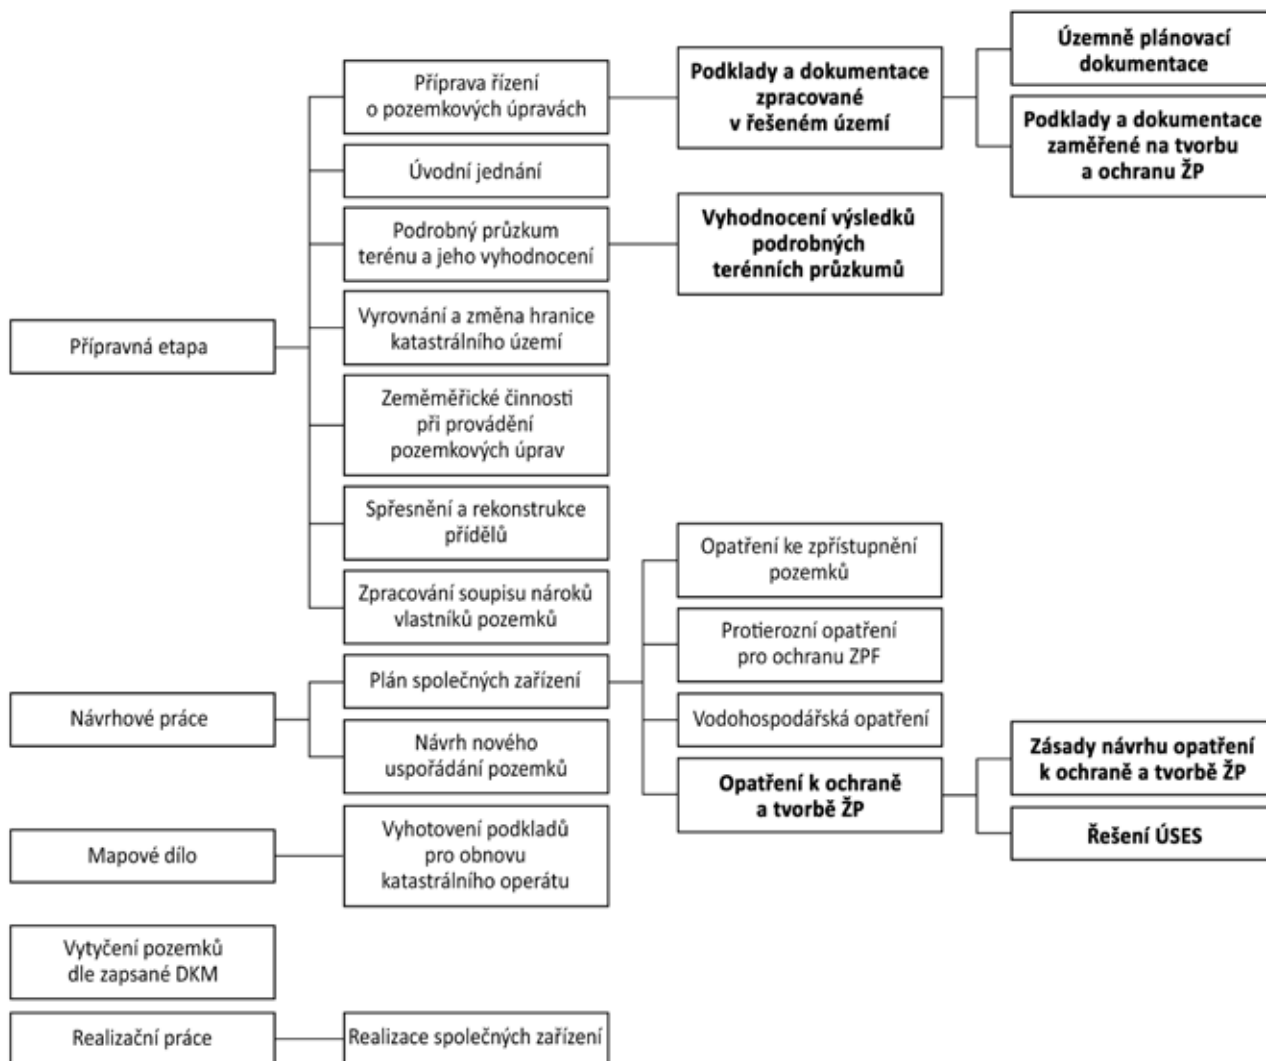 Přípravná etapa
Příprava řízení
o pozemkových úpravách
Podklady a dokumentace
zpracované
v řešeném území
Územně plánovací
dokumentace
Podklady a dokumentace
zaměřené na tvorbu
a ochranu ŽP
Úvodní jednání
Podrobný průzkum
terénu a jeho vyhodnocení
Vyhodnocení výsledků
podrobných
terénních průzkumů
Vyrovnání a změna hranice
katastrálního území
Zeměměřické činnosti
při provádění
pozemkových úprav
Spřesnění a rekonstrukce
přídělů
Zpracování soupisu nároků
vlastníků pozemků
Návrhové práce
Plán společných zařízení
Opatření ke zpřístupnění
pozemků
Protierozní opatření
pro ochranu ZPF
Vodohospodářská opatření
Opatření k ochraně
a tvorbě ŽP
Zásady návrhu opatření
k ochraně a tvorbě ŽP
Řešení ÚSES
Návrh nového
uspořádání pozemků
Mapové dílo
Vyhotovení podkladů
pro obnovu
katastrálního operátu
Vytyčení pozemků
dle zapsané DKM
Realizační práce
Realizace společných zařízení